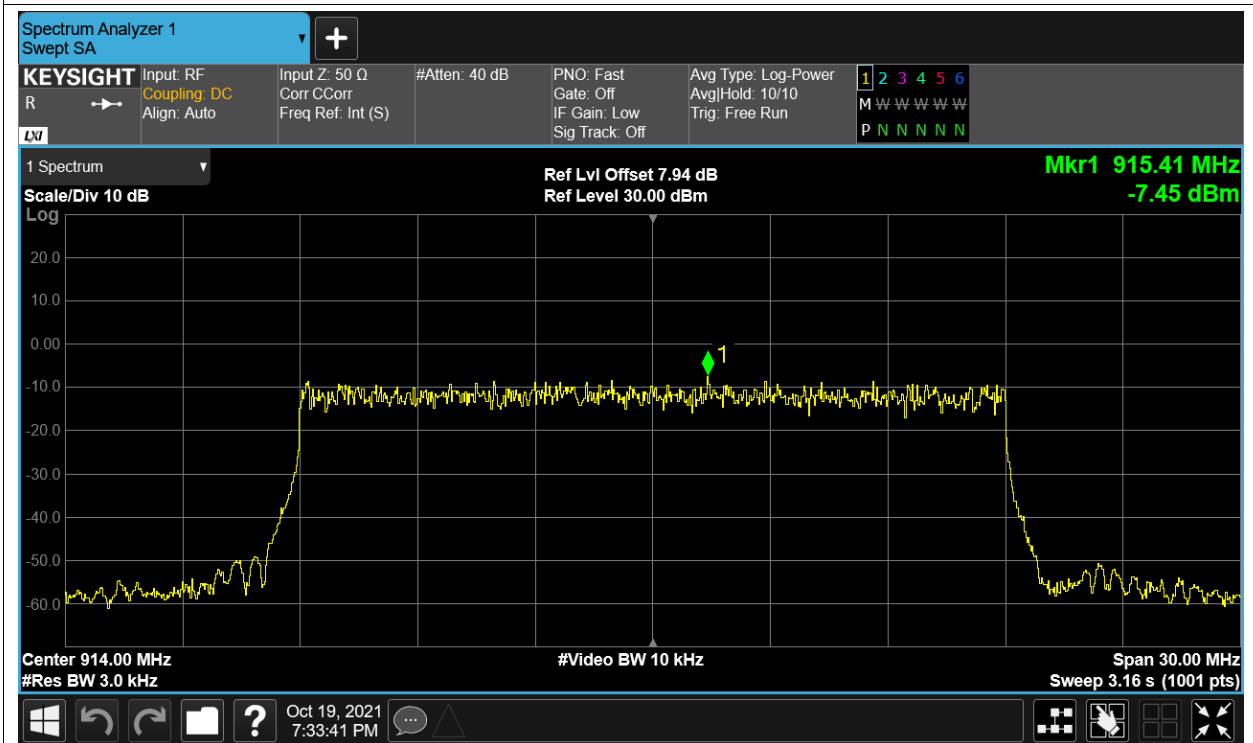 Spectrum Analyzer 1
Swept SA
KEYSIGHT
R
LXI
Input: RF
Coupling: DC
Align: Auto
Input Z: 50 Ω
Corr CCorr
Freq Ref: Int (S)
#Atten: 40 dB
PNO: Fast
Gate: Off
IF Gain: Low
Sig Track: Off
Avg Type: Log-Power
Avg|Hold: 10/10
Trig: Free Run
1 2 3 4 5 6
M W W W W W
P N N N N N
1 Spectrum
Scale/Div 10 dB
Log
Ref Lvl Offset 7.94 dB
Ref Level 30.00 dBm
Mkr1 915.41 MHz
-7.45 dBm
20.0
10.0
0.00
-10.0
-20.0
-30.0
-40.0
-50.0
-60.0
1
Center 914.00 MHz
#Res BW 3.0 kHz
#Video BW 10 kHz
Span 30.00 MHz
Sweep 3.16 s (1001 pts)
?
Oct 19, 2021
7:33:41 PM